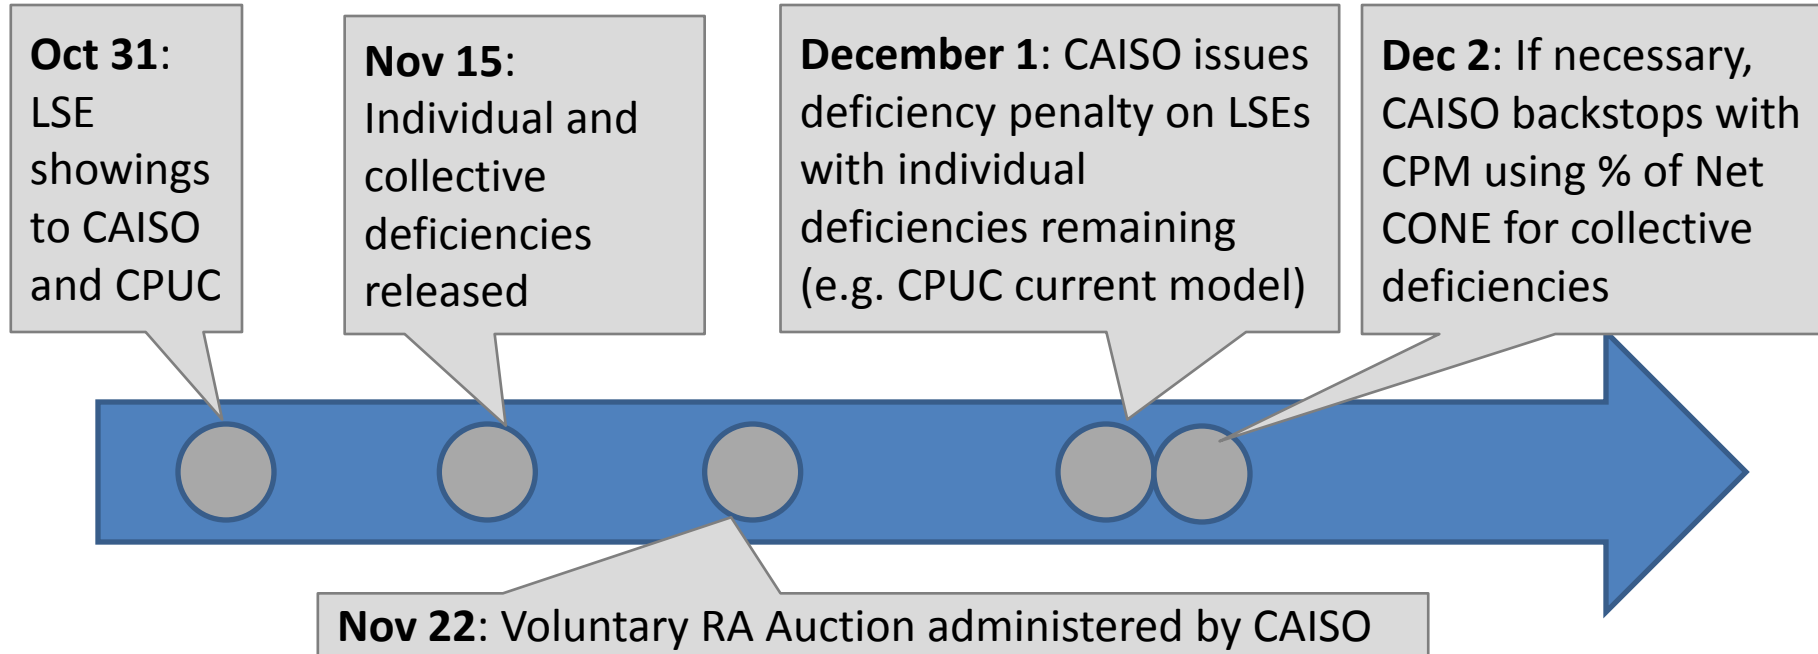 Oct 31:
LSE
showings
to CAISO
and CPUC
Nov 15:
Individual and
collective
deficiencies
released
December 1: CAISO issues
deficiency penalty on LSEs
with individual
deficiencies remaining
(e.g. CPUC current model)
Dec 2: If necessary,
CAISO backstops with
CPM using % of Net
CONE for collective
deficiencies
Nov 22: Voluntary RA Auction administered by CAISO